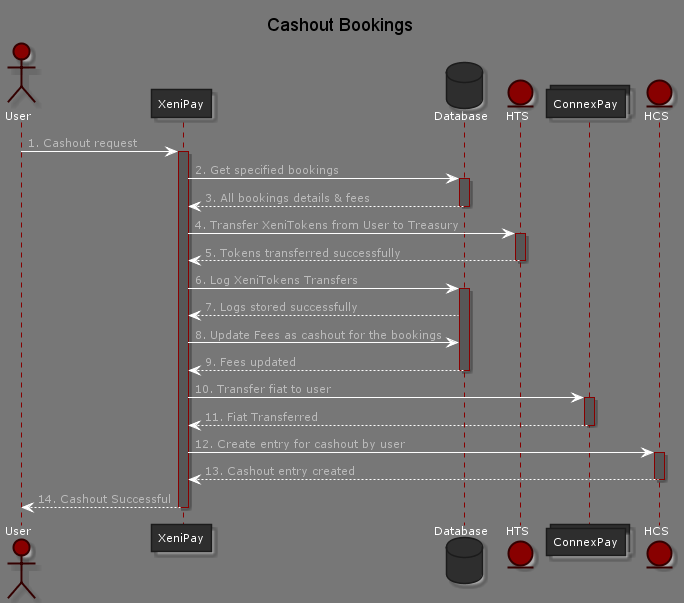 Cashout Bookings
User
XeniPay
Database
HTS
ConnexPay
HCS
1. Cashout request
2. Get specified bookings
3. All bookings details & fees
4. Transfer XeniTokens from User to Treasury
5. Tokens transferred successfully
6. Log XeniTokens Transfers
7. Logs stored successfully
8. Update Fees as cashout for the bookings
9. Fees updated
10. Transfer fiat to user
11. Fiat Transferred
12. Create entry for cashout by user
13. Cashout entry created
14. Cashout Successful
User
XeniPay
Database
HTS
ConnexPay
HCS